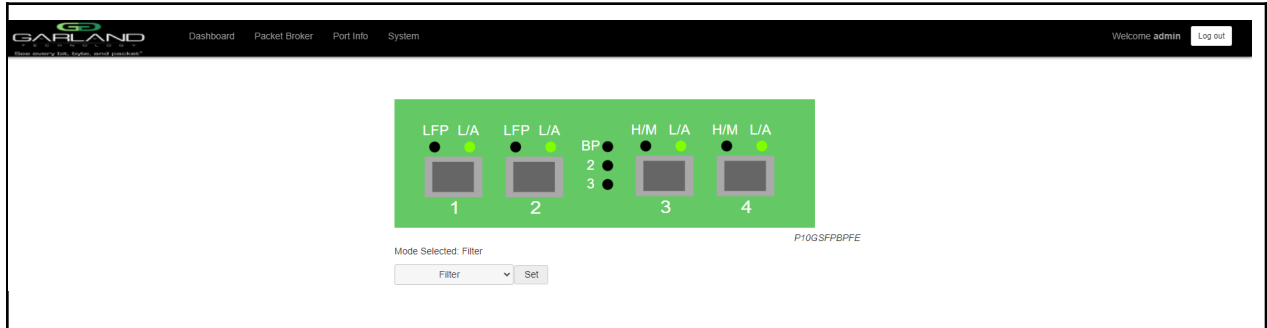 GARLAND
TECHNOLOGY
See every bit, byte, and packet®
Dashboard Packet Broker Port Info System
Welcome admin Log out
LFP L/A LFP L/A H/M L/A H/M L/A
BP
2
3
1 2 3 4
P10GSFPBPFE
Mode Selected: Filter
Filter Set